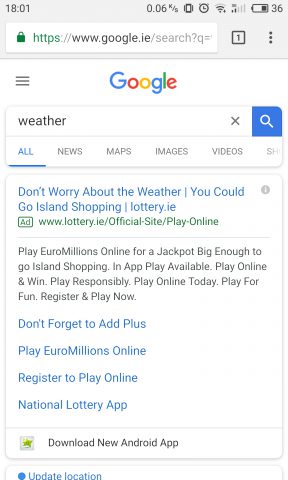 18:01 0.06 K/s 36
https://www.google.ie/search?q=
1
Google
weather
ALL NEWS MAPS IMAGES VIDEOS SH
Don't Worry About the Weather | You Could
Go Island Shopping | lottery.ie
Ad www.lottery.ie/Official-Site/Play-Online
Play EuroMillions Online for a Jackpot Big Enough to
go Island Shopping. In App Play Available. Play Online
& Win. Play Responsibly. Play Online Today. Play For
Fun. Register & Play Now.
Don't Forget to Add Plus
Play EuroMillions Online
Register to Play Online
National Lottery App
Download New Android App
Update location